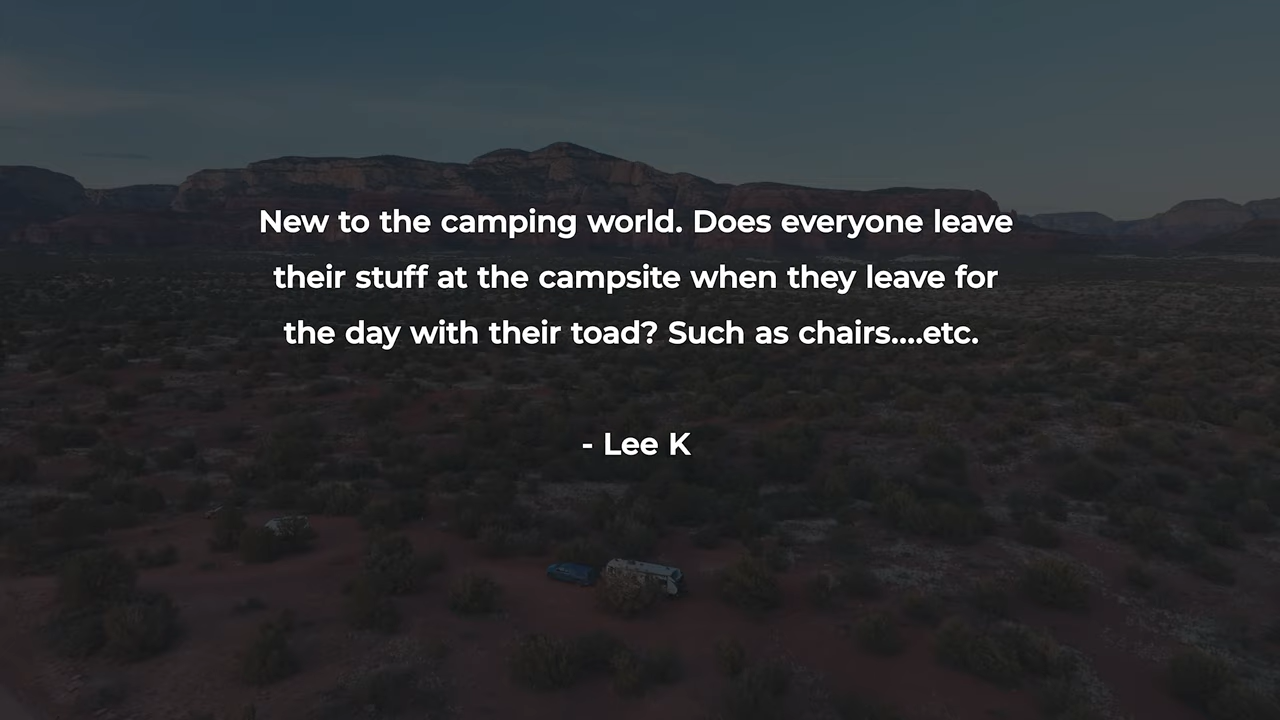 New to the camping world. Does everyone leave
their stuff at the campsite when they leave for
the day with their toad? Such as chairs....etc.
- Lee K